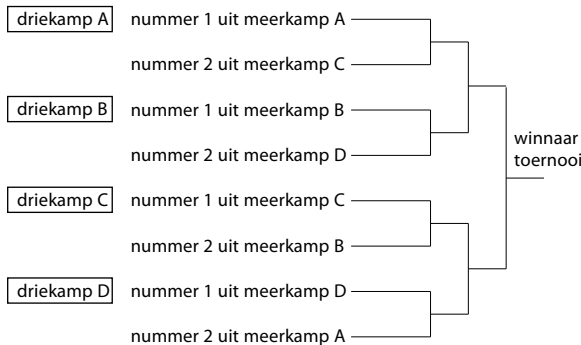 driekamp A nummer 1 uit meerkamp A
nummer 2 uit meerkamp C
driekamp B nummer 1 uit meerkamp B
nummer 2 uit meerkamp D
winnaar
toernooi
driekamp C nummer 1 uit meerkamp C
nummer 2 uit meerkamp B
driekamp D nummer 1 uit meerkamp D
nummer 2 uit meerkamp A